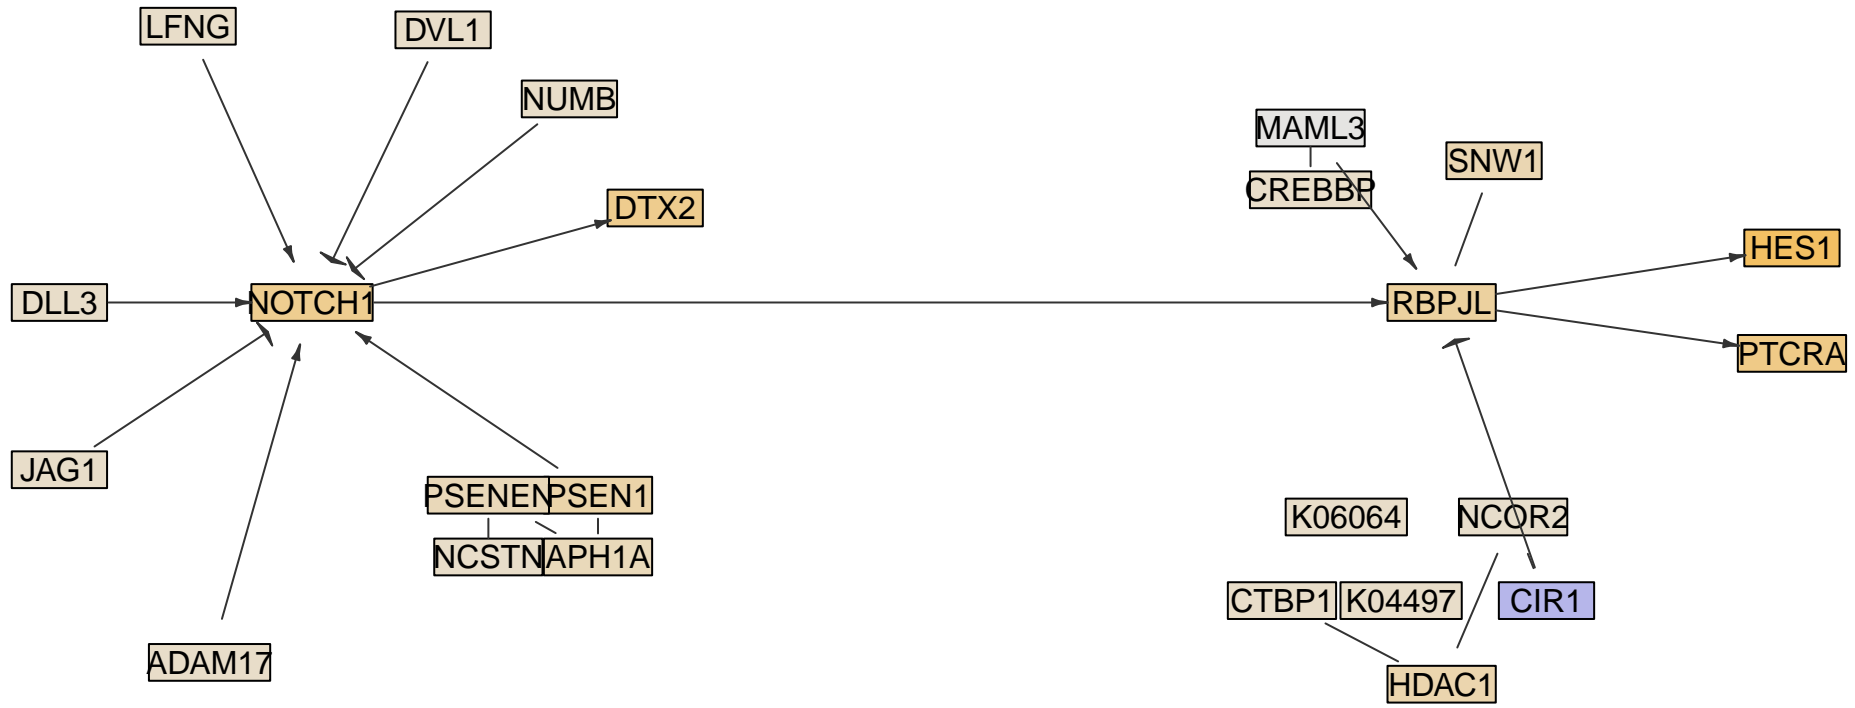 LFNG
DVL1
NUMB
MAML3
SNW1
CREBBP
DTX2
HES1
DLL3
NOTCH1
RBPJL
PTCRA
JAG1
PSENEN
PSEN1
K06064
NCOR2
NCSTN
APH1A
CTBP1
K04497
CIR1
ADAM17
HDAC1